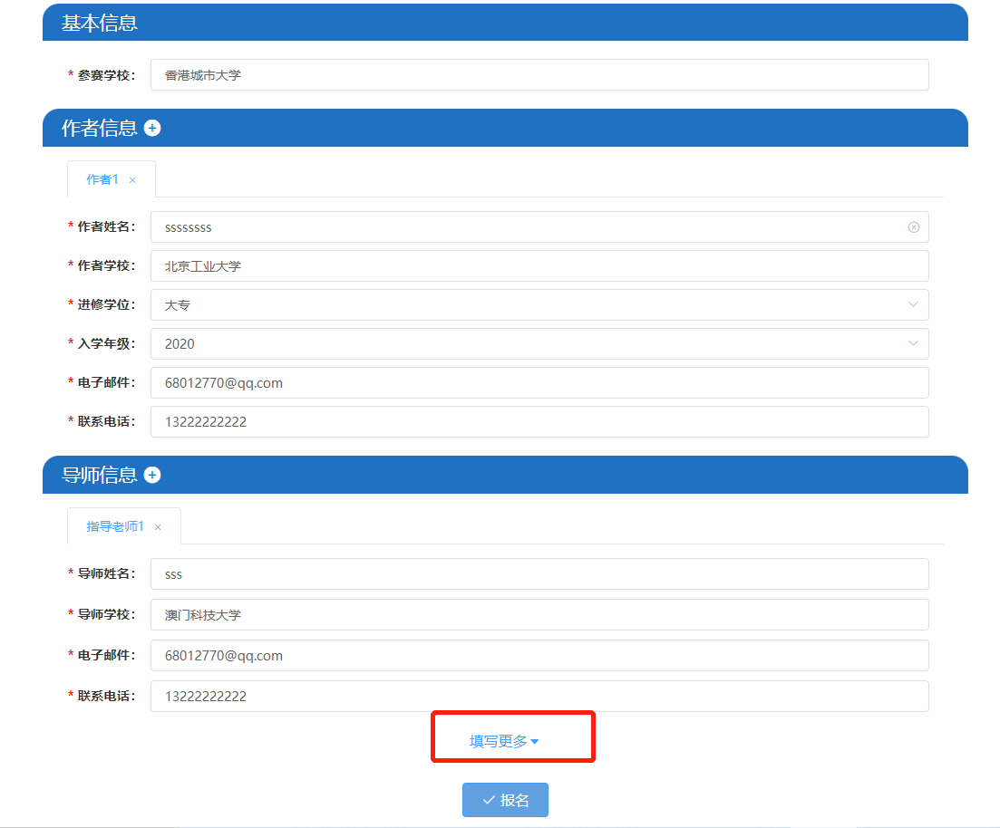 基本信息
* 参赛学校： 香港城市大学
作者信息
作者1 ×
* 作者姓名： ssssssss
* 作者学校： 北京工业大学
* 进修学位： 大专
* 入学年级： 2020
* 电子邮件： 68012770@qq.com
* 联系电话： 13222222222
导师信息
指导老师1 ×
* 导师姓名： sss
* 导师学校： 澳门科技大学
* 电子邮件： 68012770@qq.com
* 联系电话： 13222222222
填写更多
报名